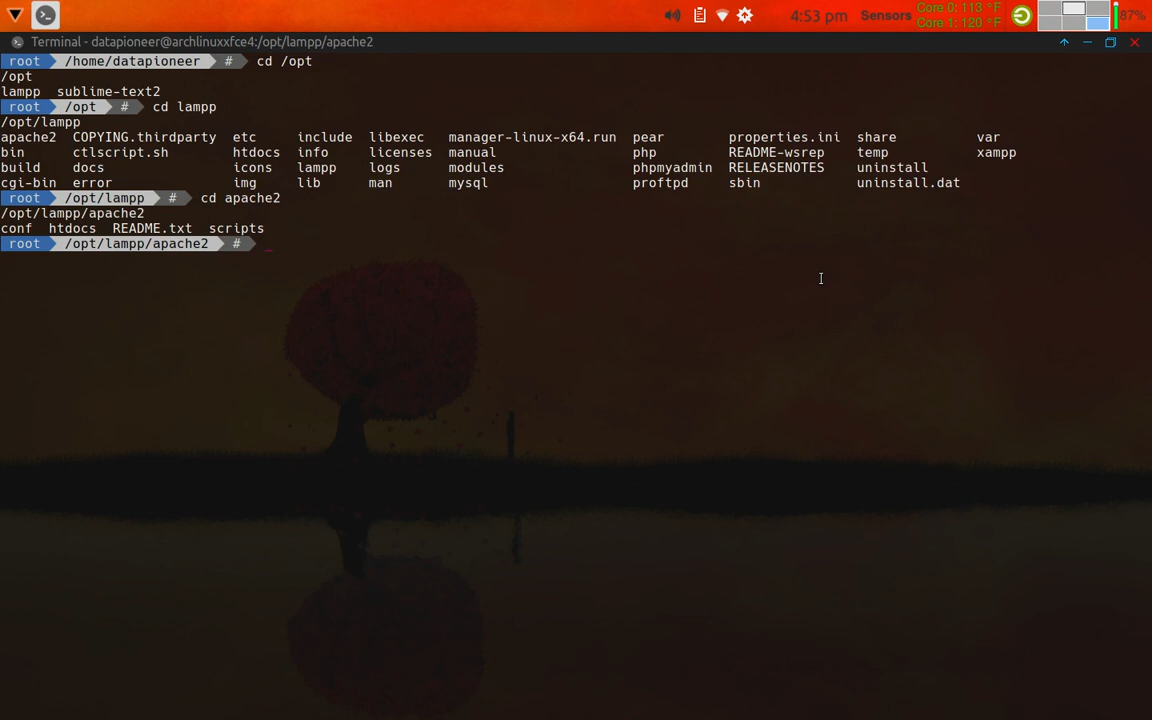 4:53 pm Sensors Core 0: 113 °F 87%
Core 1: 120 °F
Terminal - datapioneer@archlinuxxfce4:/opt/lampp/apache2
root /home/datapioneer # cd /opt
/opt
lampp sublime-text2
root /opt # cd lampp
/opt/lampp
apache2 COPYING.thirdparty etc include libexec manager-linux-x64.run pear properties.ini share var
bin ctlscript.sh htdocs info licenses manual php README-wsrep temp xampp
build docs icons lampp logs modules phpmyadmin RELEASENOTES uninstall
cgi-bin error img lib man mysql proftpd sbin uninstall.dat
root /opt/lampp # cd apache2
/opt/lampp/apache2
conf htdocs README.txt scripts
root /opt/lampp/apache2 # _